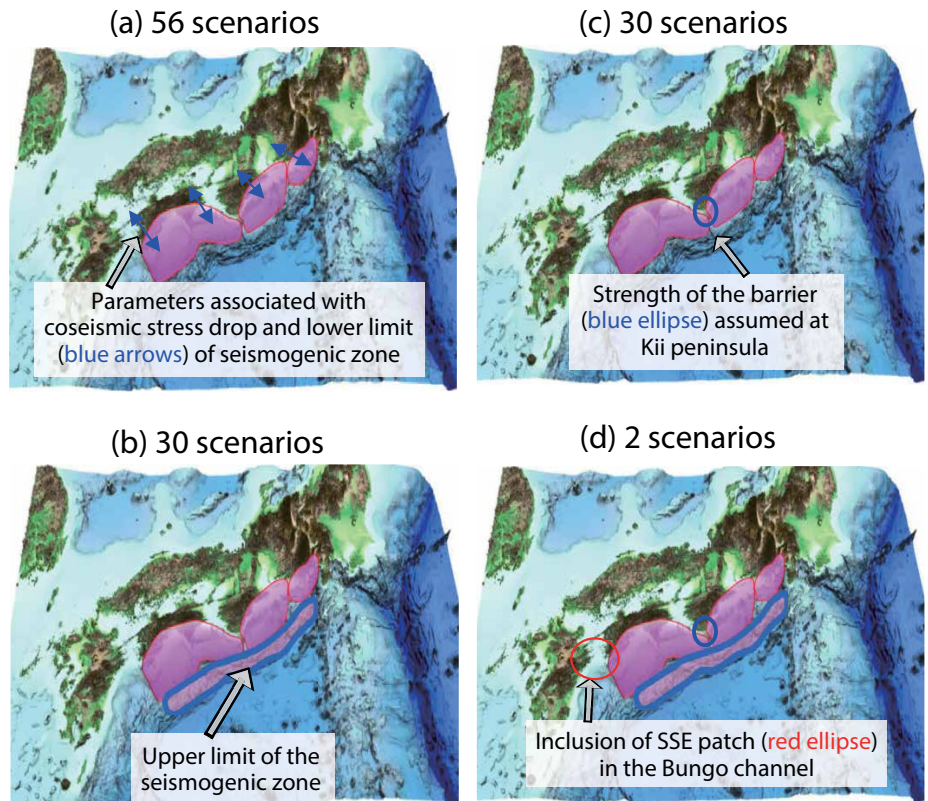 (a) 56 scenarios
Parameters associated with
coseismic stress drop and lower limit
(blue arrows) of seismogenic zone
(c) 30 scenarios
Strength of the barrier
(blue ellipse) assumed at
Kii peninsula
(b) 30 scenarios
Upper limit of the
seismogenic zone
(d) 2 scenarios
Inclusion of SSE patch (red ellipse)
in the Bungo channel